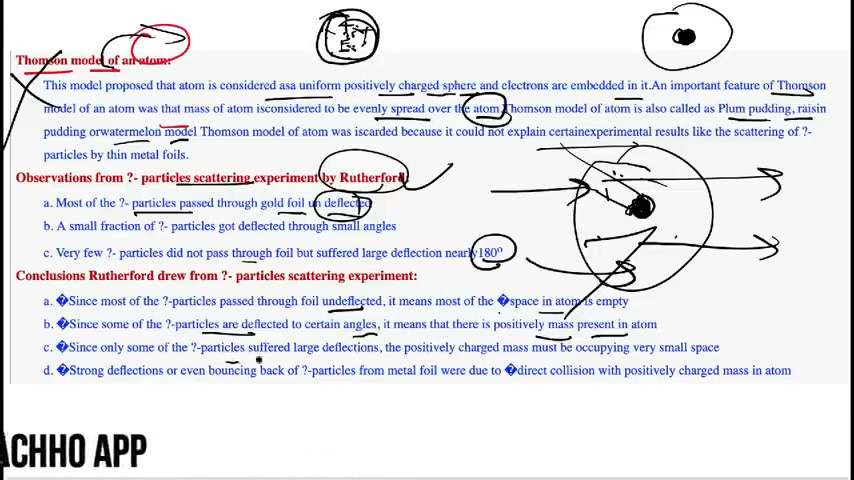 Thomson model of an atom:
This model proposed that atom is considered asa uniform positively charged sphere and electrons are embedded in it.An important feature of Thomson
model of an atom was that mass of atom isconsidered to be evenly spread over the atom.Thomson model of atom is also called as Plum pudding, raisin
pudding orwatermelon model Thomson model of atom was iscarded because it could not explain certainexperimental results like the scattering of ?-
particles by thin metal foils.
Observations from ?- particles scattering experiment by Rutherford:
a. Most of the ?- particles passed through gold foil un deflected
b. A small fraction of ?- particles got deflected through small angles
c. Very few ?- particles did not pass through foil but suffered large deflection nearly180°
Conclusions Rutherford drew from ?- particles scattering experiment:
a. �Since most of the ?-particles passed through foil undeflected, it means most of the �space in atom is empty
b. �Since some of the ?-particles are deflected to certain angles, it means that there is positively mass present in atom
c. �Since only some of the ?-particles suffered large deflections, the positively charged mass must be occupying very small space
d. �Strong deflections or even bouncing back of ?-particles from metal foil were due to �direct collision with positively charged mass in atom
ACHHO APP